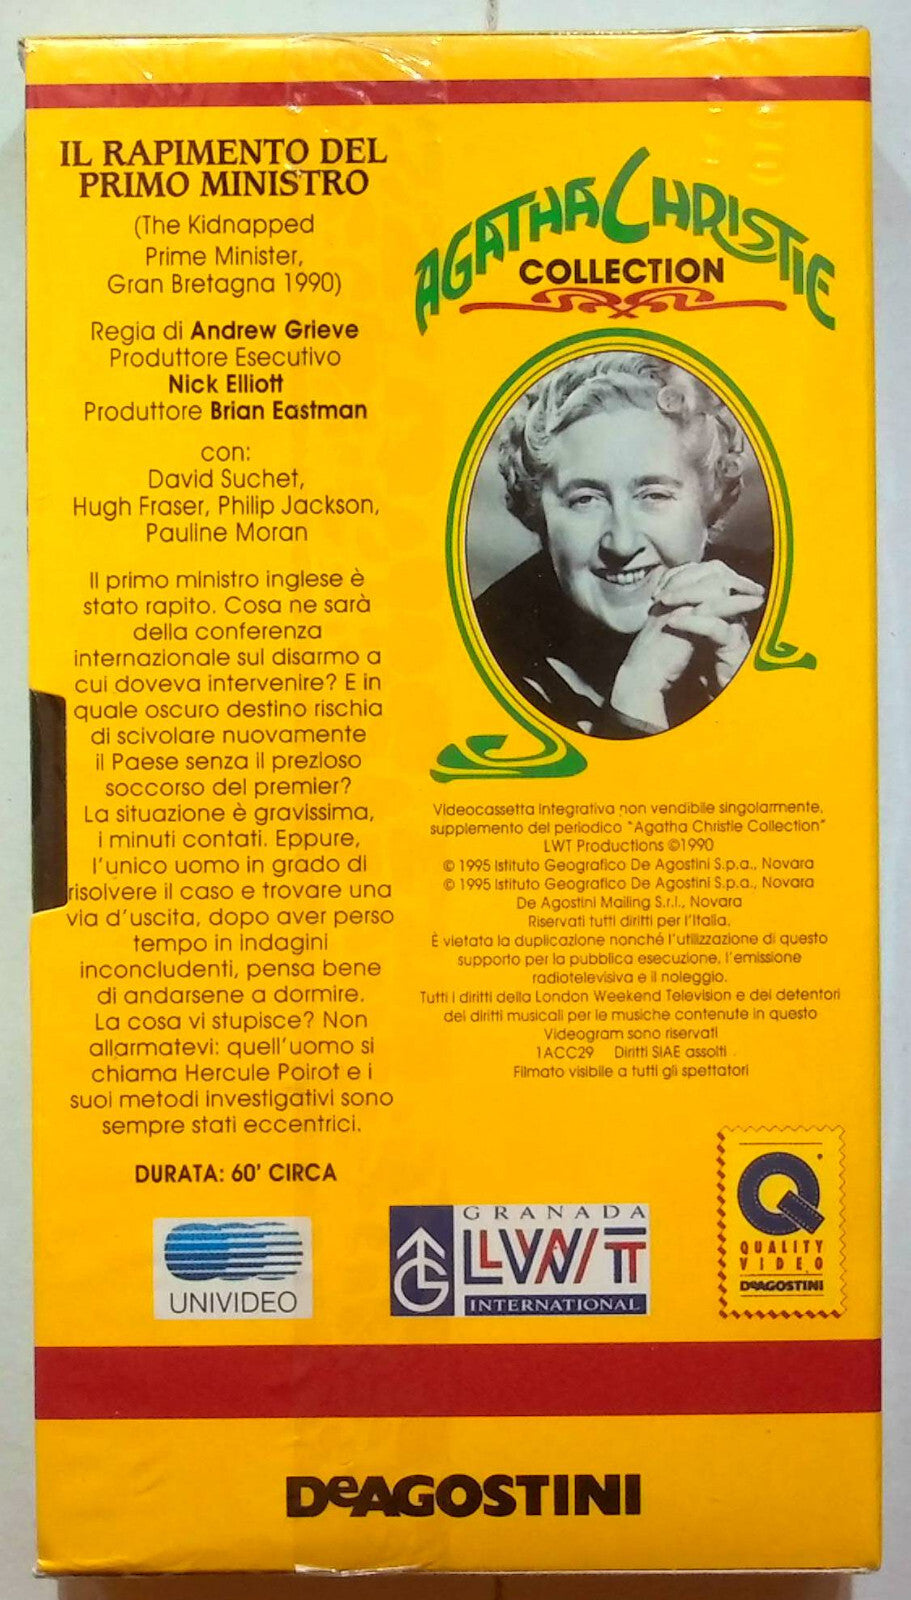 IL RAPIMENTO DEL
PRIMO MINISTRO
(The Kidnapped
Prime Minister,
Gran Bretagna 1990)
Regia di Andrew Grieve
Produttore Esecutivo
Nick Elliott
Produttore Brian Eastman
con:
David Suchet,
Hugh Fraser, Philip Jackson,
Pauline Moran
Il primo ministro inglese è
stato rapito. Cosa ne sarà
della conferenza
internazionale sul disarmo a
cui doveva intervenire? E in
quale oscuro destino rischia
di scivolare nuovamente
il Paese senza il prezioso
soccorso del premier?
La situazione è gravissima,
i minuti contati. Eppure,
l'unico uomo in grado di
risolvere il caso e trovare una
via d'uscita, dopo aver perso
tempo in indagini
inconcludenti, pensa bene
di andarsene a dormire.
La cosa vi stupisce? Non
allarmatevi: quell'uomo si
chiama Hercule Poirot e i
suoi metodi investigativi sono
sempre stati eccentrici.
DURATA: 60' CIRCA
UNIVIDEO
AGATHA CHRISTIE
COLLECTION
Videocassetta integrativa non vendibile singolarmente,
supplemento del periodico "Agatha Christie Collection"
LWT Productions ©1990
© 1995 Istituto Geografico De Agostini S.p.a., Novara
© 1995 Istituto Geografico De Agostini S.p.a., Novara
De Agostini Mailing S.r.l., Novara
Riservati tutti diritti per l'Italia.
È vietata la duplicazione nonché l'utilizzazione di questo
supporto per la pubblica esecuzione, l'emissione
radiotelevisiva e il noleggio.
Tutti i diritti della London Weekend Television e dei detentori
dei diritti musicali per le musiche contenute in questo
Videogram sono riservati
1ACC29 Diritti SIAE assolti
Filmato visibile a tutti gli spettatori
GRANADA
LWT
INTERNATIONAL
Q
QUALITY
VIDEO
DeAGOSTINI
DeAGOSTINI